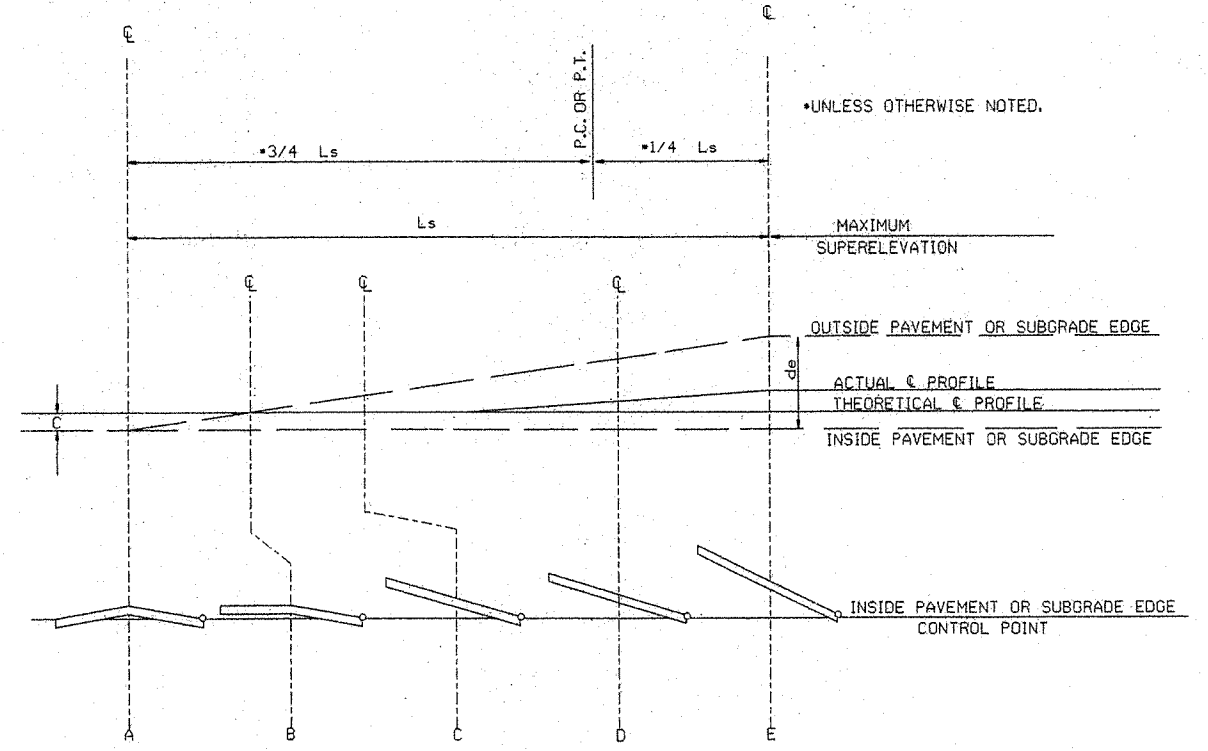 ℄
℄
P.C. OR P.T.
*UNLESS OTHERWISE NOTED.
*3/4 Ls
*1/4 Ls
Ls
MAXIMUM
SUPERELEVATION
℄
℄
℄
OUTSIDE PAVEMENT OR SUBGRADE EDGE
de
ACTUAL ℄ PROFILE
THEORETICAL ℄ PROFILE
C
INSIDE PAVEMENT OR SUBGRADE EDGE
INSIDE PAVEMENT OR SUBGRADE EDGE
CONTROL POINT
A
B
C
D
E